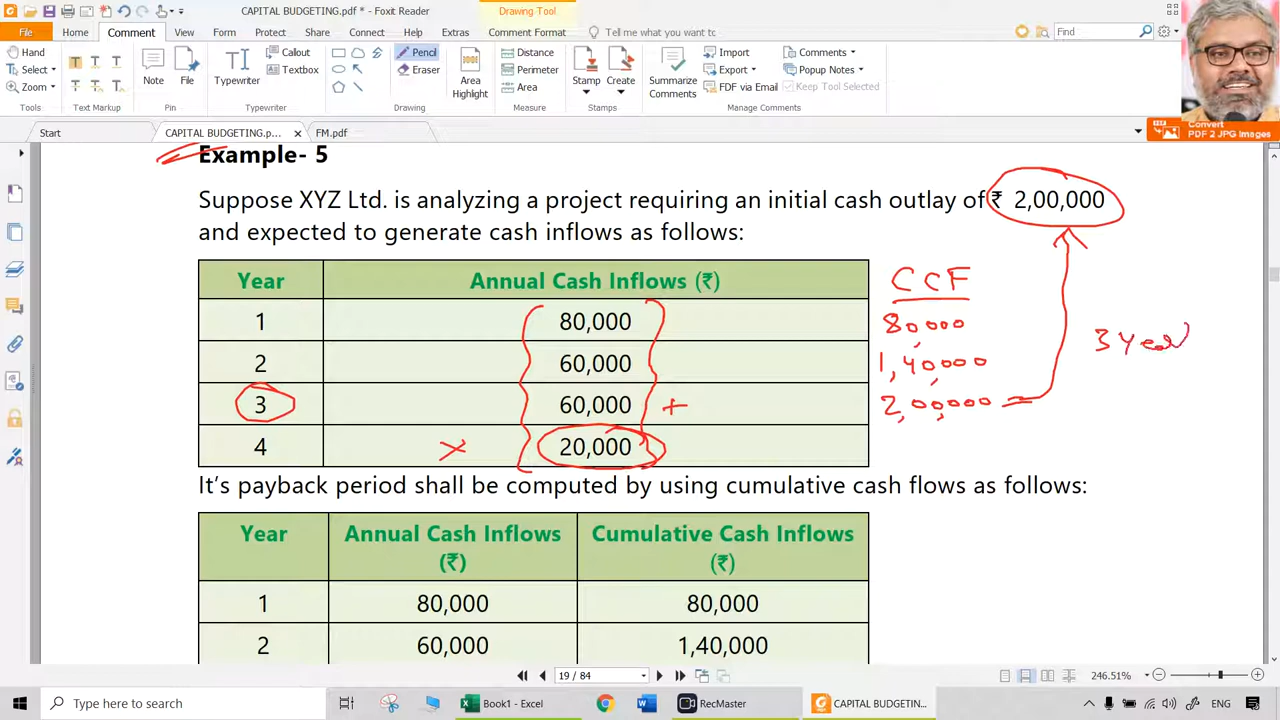 CAPITAL BUDGETING.pdf * - Foxit Reader
Drawing Tool
File Home Comment View Form Protect Share Connect Help Extras Comment Format Tell me what you want to Find
Hand
Select
Zoom
Tools
Text Markup
Note
File
Pin
Typewriter
Callout
Textbox
Typewriter
Pencil
Eraser
Drawing
Area Highlight
Distance
Perimeter
Area
Measure
Stamp
Create
Stamps
Summarize Comments
Import
Export
FDF via Email
Comments
Popup Notes
Keep Tool Selected
Manage Comments
Start
CAPITAL BUDGETING.p...
FM.pdf
Convert
PDF 2 JPG Images
Example- 5
Suppose XYZ Ltd. is analyzing a project requiring an initial cash outlay of ₹ 2,00,000
and expected to generate cash inflows as follows:
Year Annual Cash Inflows (₹)
1 80,000
2 60,000
3 60,000 +
4 × 20,000
CCF
80,000
1,40,000
2,00,000
3 Year
It's payback period shall be computed by using cumulative cash flows as follows:
Year Annual Cash Inflows (₹) Cumulative Cash Inflows (₹)
1 80,000 80,000
2 60,000 1,40,000
19 / 84
246.51%
Type here to search
Book1 - Excel
RecMaster
CAPITAL BUDGETIN...
ENG